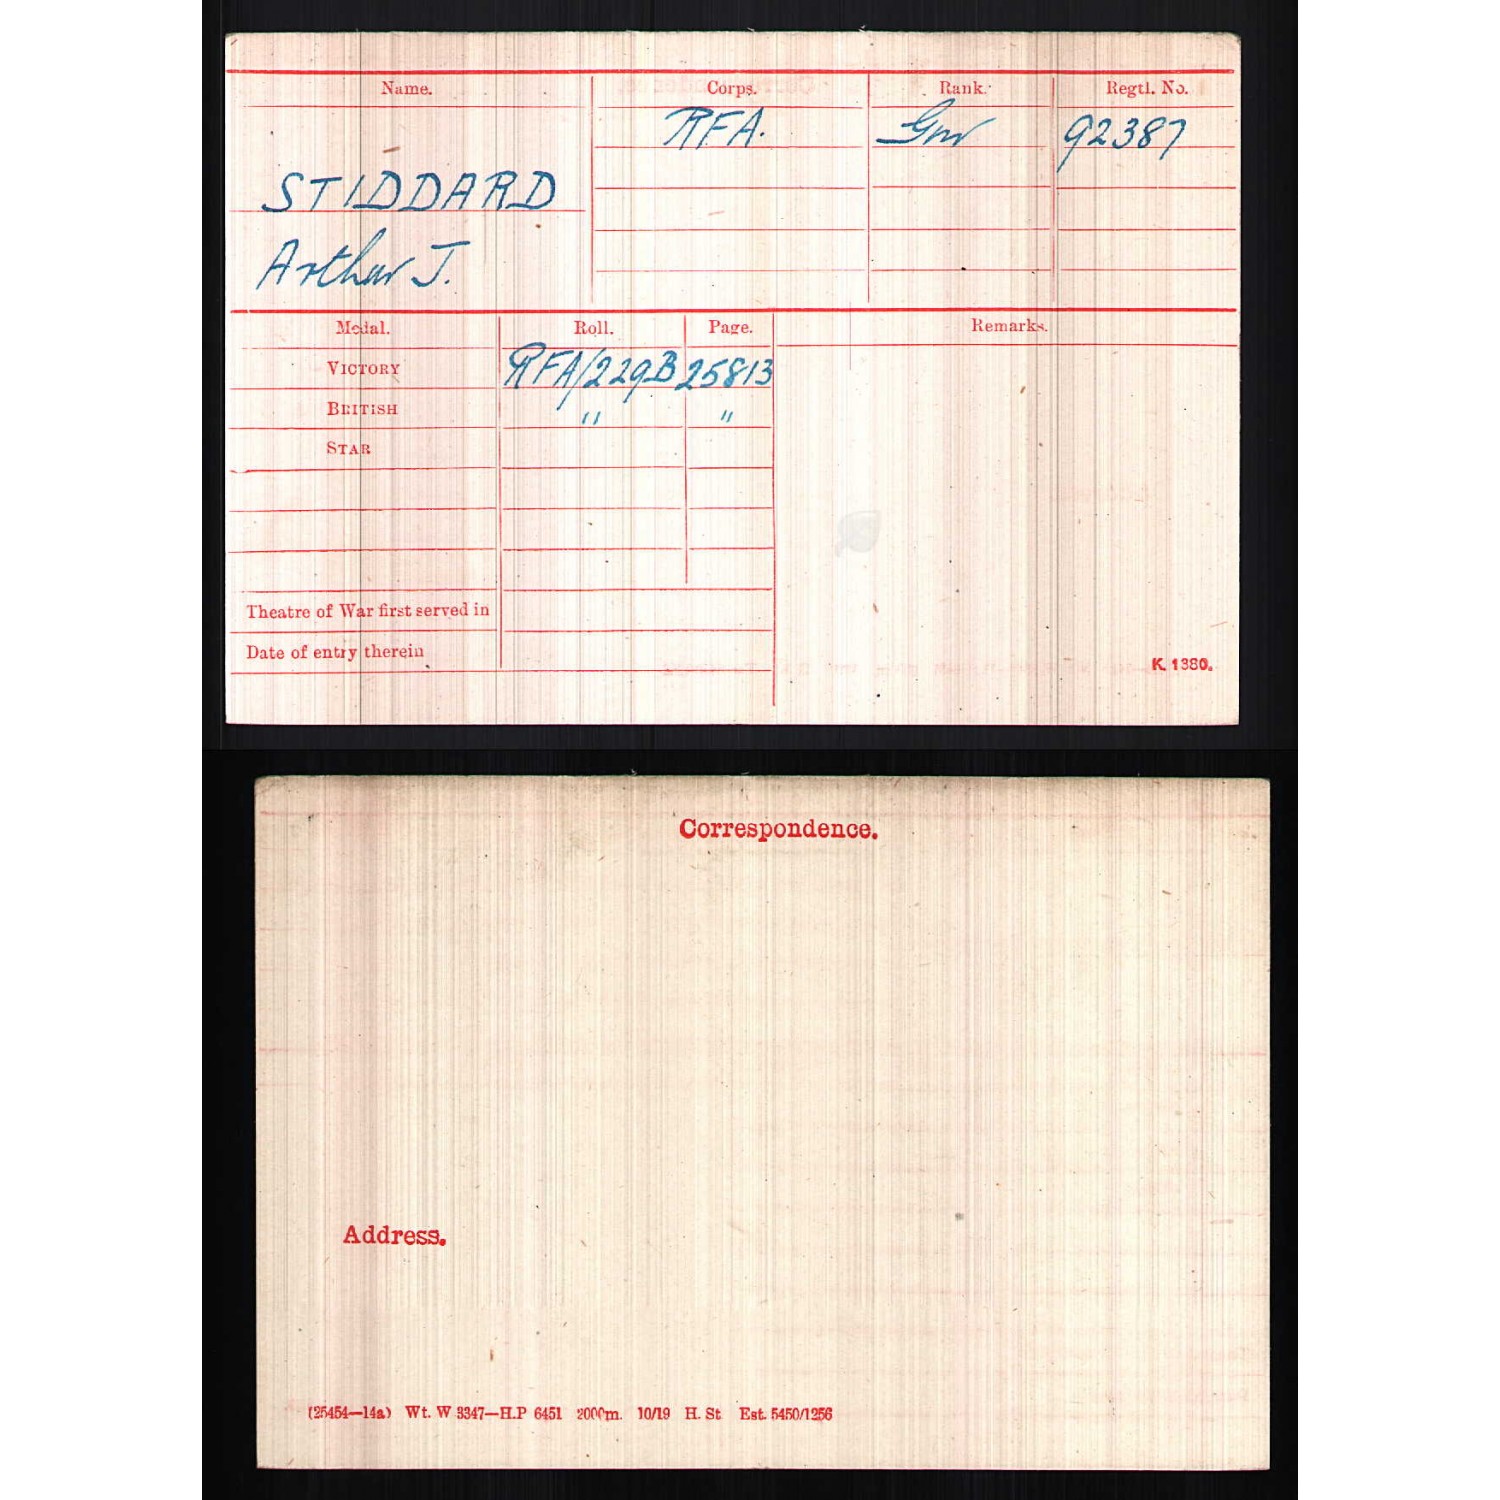 Name. Corps. Rank. Regtl. No.
RFA. Gnr 92387
STIDDARD
Arthur J.
Medal. Roll. Page. Remarks.
VICTORY RFA/229B 25813
BRITISH " "
STAR
Theatre of War first served in
Date of entry therein
K. 1380.
Correspondence.
Address.
(25454—14a) Wt. W 3347—H.P 6451 2000m. 10/19 H. St Est. 5450/1256